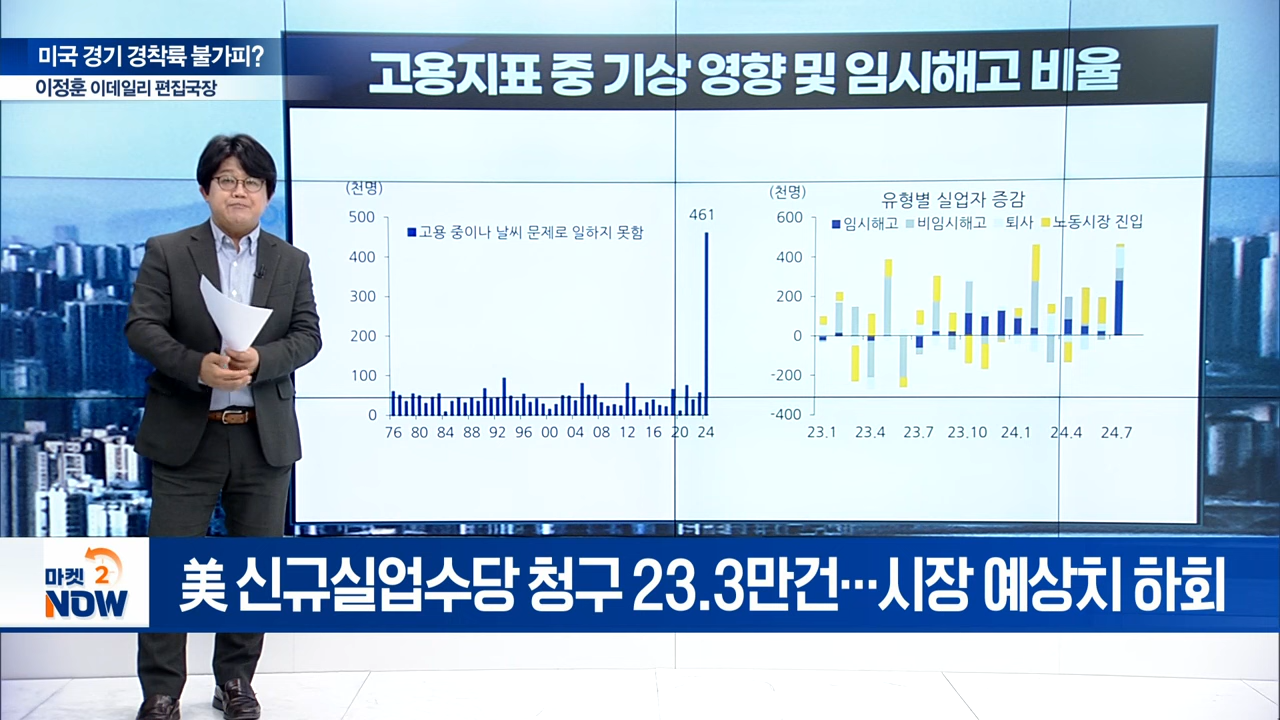 미국 경기 경착륙 불가피?
이정훈 이데일리 편집국장
고용지표 중 기상 영향 및 임시해고 비율
(천명)
500
400
300
200
100
0
461
고용 중이나 날씨 문제로 일하지 못함
76 80 84 88 92 96 00 04 08 12 16 20 24
(천명)
유형별 실업자 증감
임시해고 비임시해고 퇴사 노동시장 진입
600
400
200
0
-200
-400
23.1 23.4 23.7 23.10 24.1 24.4 24.7
마켓 2
NOW
美 신규실업수당 청구 23.3만건…시장 예상치 하회